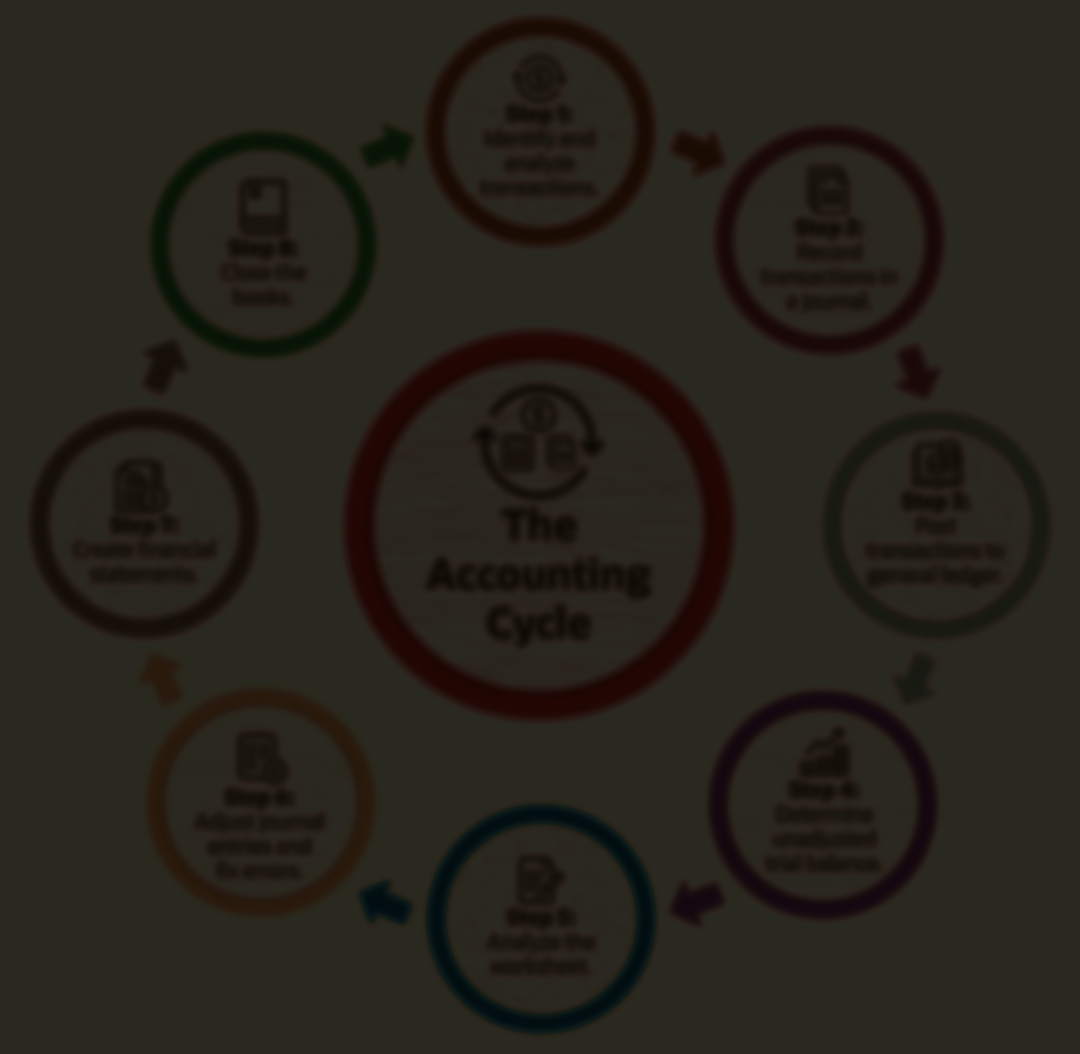 The
Accounting
Cycle
Step 1:
Identify and
analyze
transactions.
Step 2:
Record
transactions in
a journal.
Step 3:
Post
transactions to
general ledger.
Step 4:
Determine
unadjusted
trial balance.
Step 5:
Analyze the
worksheet.
Step 6:
Adjust journal
entries and
fix errors.
Step 7:
Create financial
statements.
Step 8:
Close the
books.